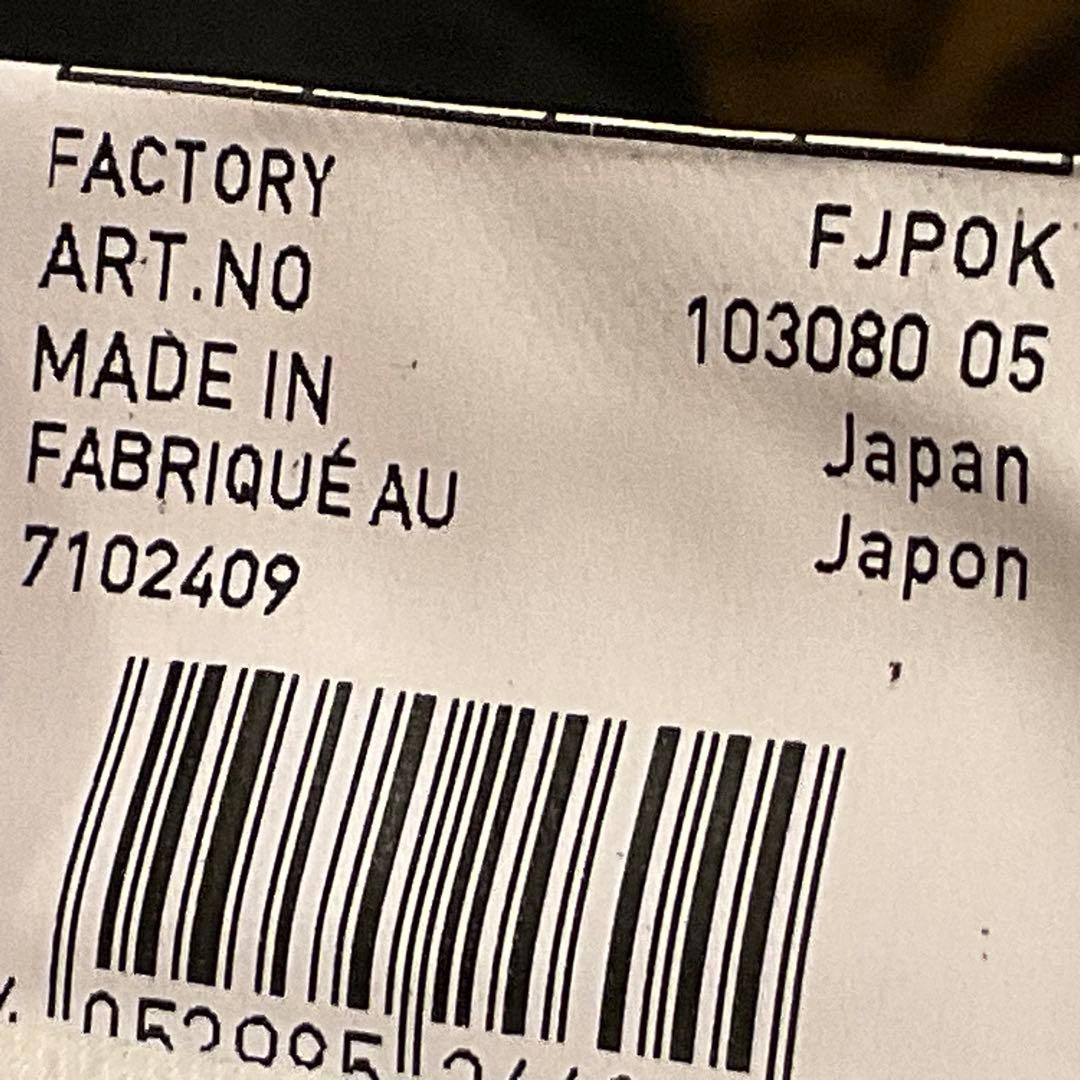 FACTORY FJPOK
ART.NO 103080 05
MADE IN Japan
FABRIQUÉ AU Japon
7102409